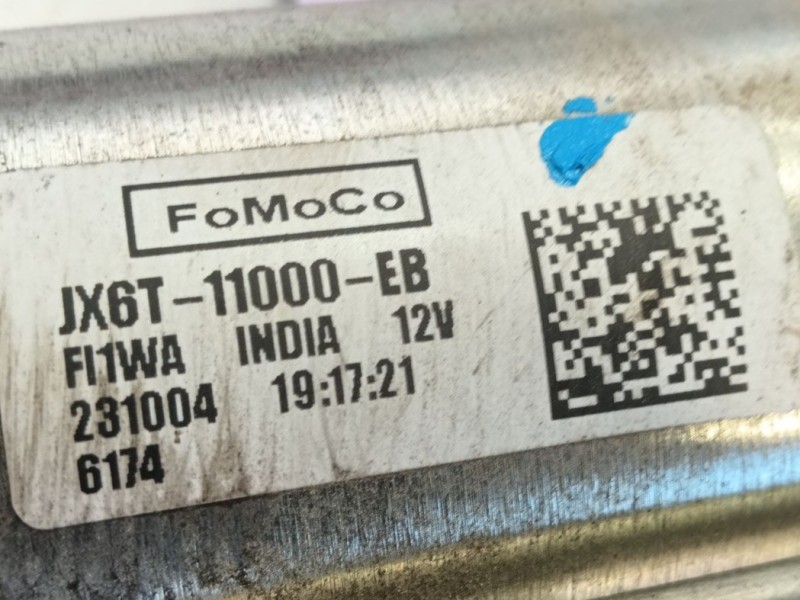 FoMoCo
JX6T-11000-EB
FI1WA INDIA 12V
231004 19:17:21
6174